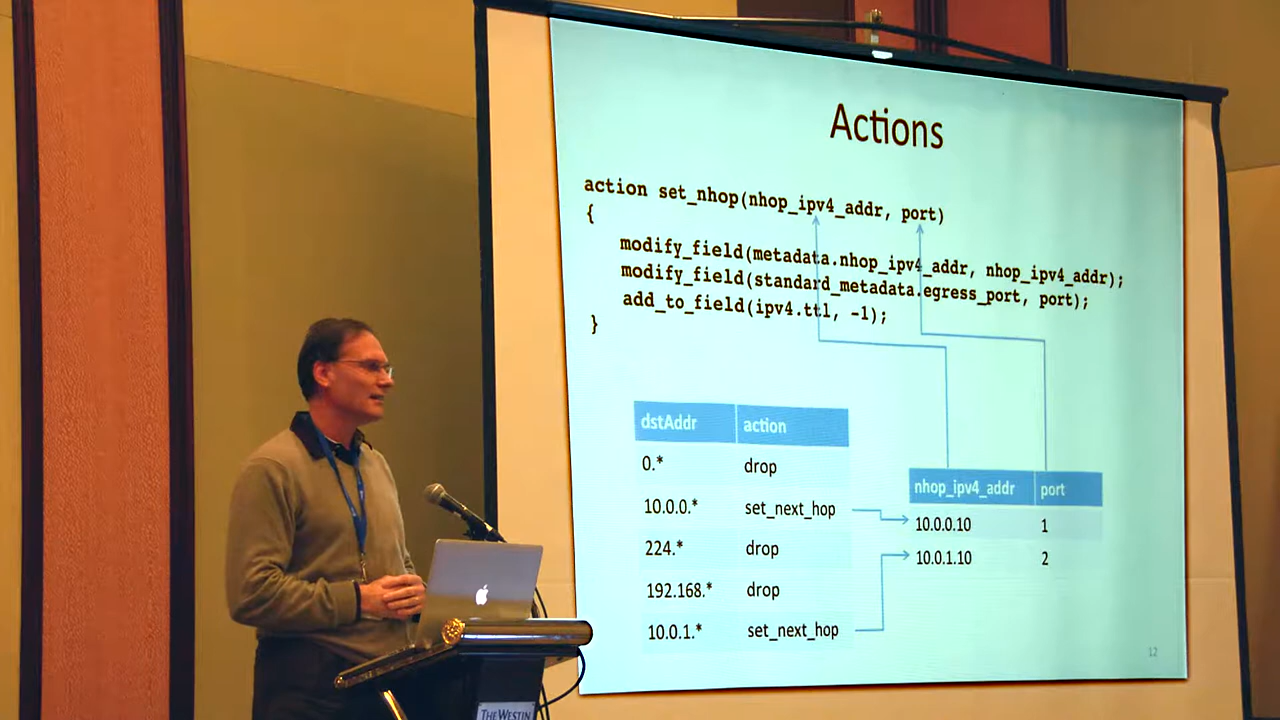 Actions
action set_nhop(nhop_ipv4_addr, port)
{
modify_field(metadata.nhop_ipv4_addr, nhop_ipv4_addr);
modify_field(standard_metadata.egress_port, port);
add_to_field(ipv4.ttl, -1);
}
dstAddr action
0.* drop
10.0.0.* set_next_hop
224.* drop
192.168.* drop
10.0.1.* set_next_hop
nhop_ipv4_addr port
10.0.0.10 1
10.0.1.10 2
12
THE WESTIN